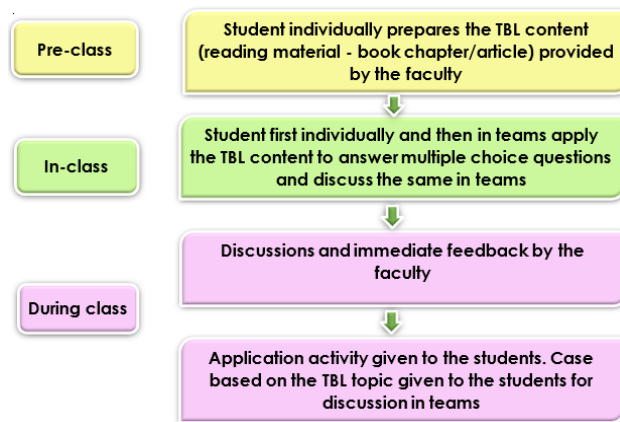 Pre-class
Student individually prepares the TBL content
(reading material - book chapter/article) provided
by the faculty
In-class
Student first individually and then in teams apply
the TBL content to answer multiple choice questions
and discuss the same in teams
During class
Discussions and immediate feedback by the
faculty
Application activity given to the students. Case
based on the TBL topic given to the students for
discussion in teams